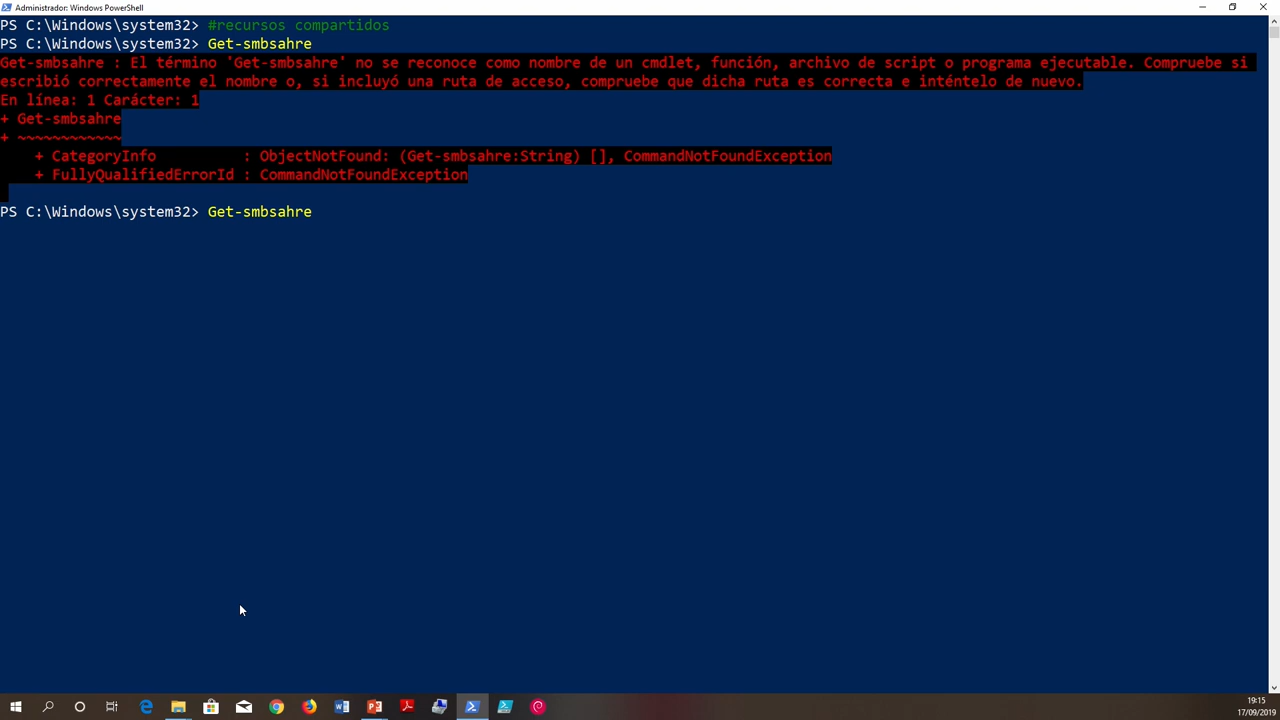 Administrador: Windows PowerShell
PS C:\Windows\system32> #recursos compartidos
PS C:\Windows\system32> Get-smbsahre
Get-smbsahre : El término 'Get-smbsahre' no se reconoce como nombre de un cmdlet, función, archivo de script o programa ejecutable. Compruebe si
escribió correctamente el nombre o, si incluyó una ruta de acceso, compruebe que dicha ruta es correcta e inténtelo de nuevo.
En línea: 1 Carácter: 1
+ Get-smbsahre
+ ~~~~~~~~~~~~
    + CategoryInfo          : ObjectNotFound: (Get-smbsahre:String) [], CommandNotFoundException
    + FullyQualifiedErrorId : CommandNotFoundException
PS C:\Windows\system32> Get-smbsahre
19:15
17/09/2019